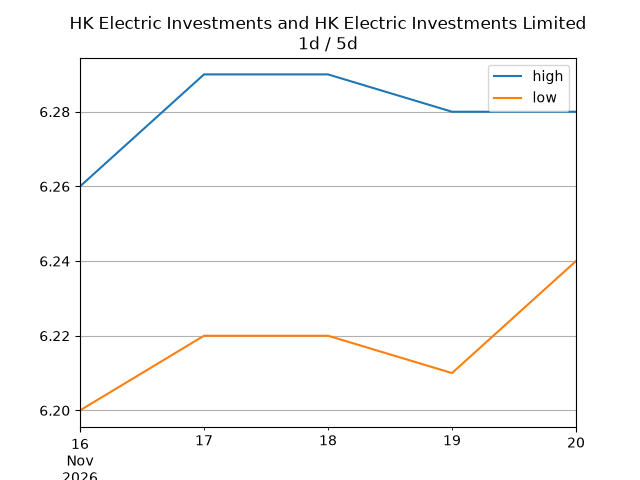 HK Electric Investments and HK Electric Investments Limited
1d / 5d
high
low
6.28
6.26
6.24
6.22
6.20
16 17 18 19 20
Nov
2026